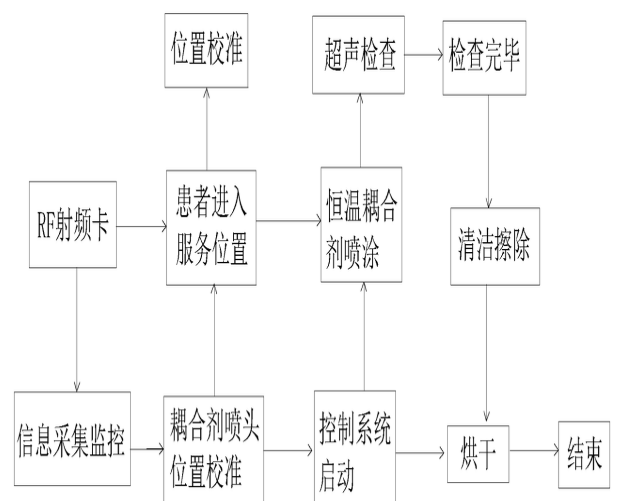 位置校准
超声检查
检查完毕
RF射频卡
患者进入
服务位置
恒温耦合
剂喷涂
清洁擦除
信息采集监控
耦合剂喷头
位置校准
控制系统
启动
烘干
结束